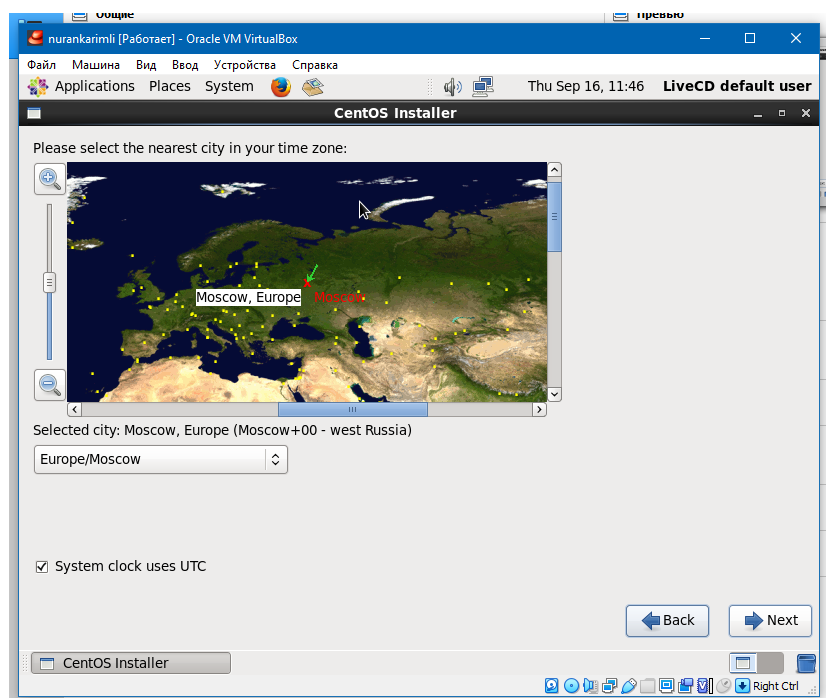 Общие Превью
nurankarimli [Работает] - Oracle VM VirtualBox
Файл Машина Вид Ввод Устройства Справка
Applications Places System Thu Sep 16, 11:46 LiveCD default user
CentOS Installer
Please select the nearest city in your time zone:
Moscow, Europe Moscow
Selected city: Moscow, Europe (Moscow+00 - west Russia)
Europe/Moscow
System clock uses UTC
Back Next
CentOS Installer
Right Ctrl